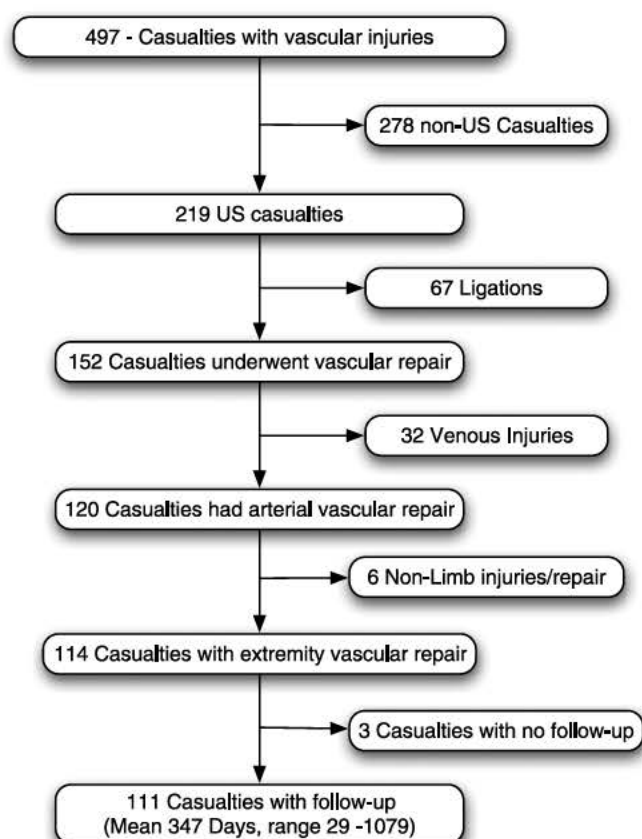 497 - Casualties with vascular injuries
278 non-US Casualties
219 US casualties
67 Ligations
152 Casualties underwent vascular repair
32 Venous Injuries
120 Casualties had arterial vascular repair
6 Non-Limb injuries/repair
114 Casualties with extremity vascular repair
3 Casualties with no follow-up
111 Casualties with follow-up
(Mean 347 Days, range 29 -1079)